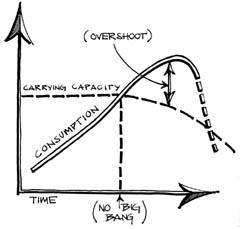 (OVERSHOOT)
CARRYING CAPACITY
CONSUMPTION
TIME
(NO BIG
BANG)